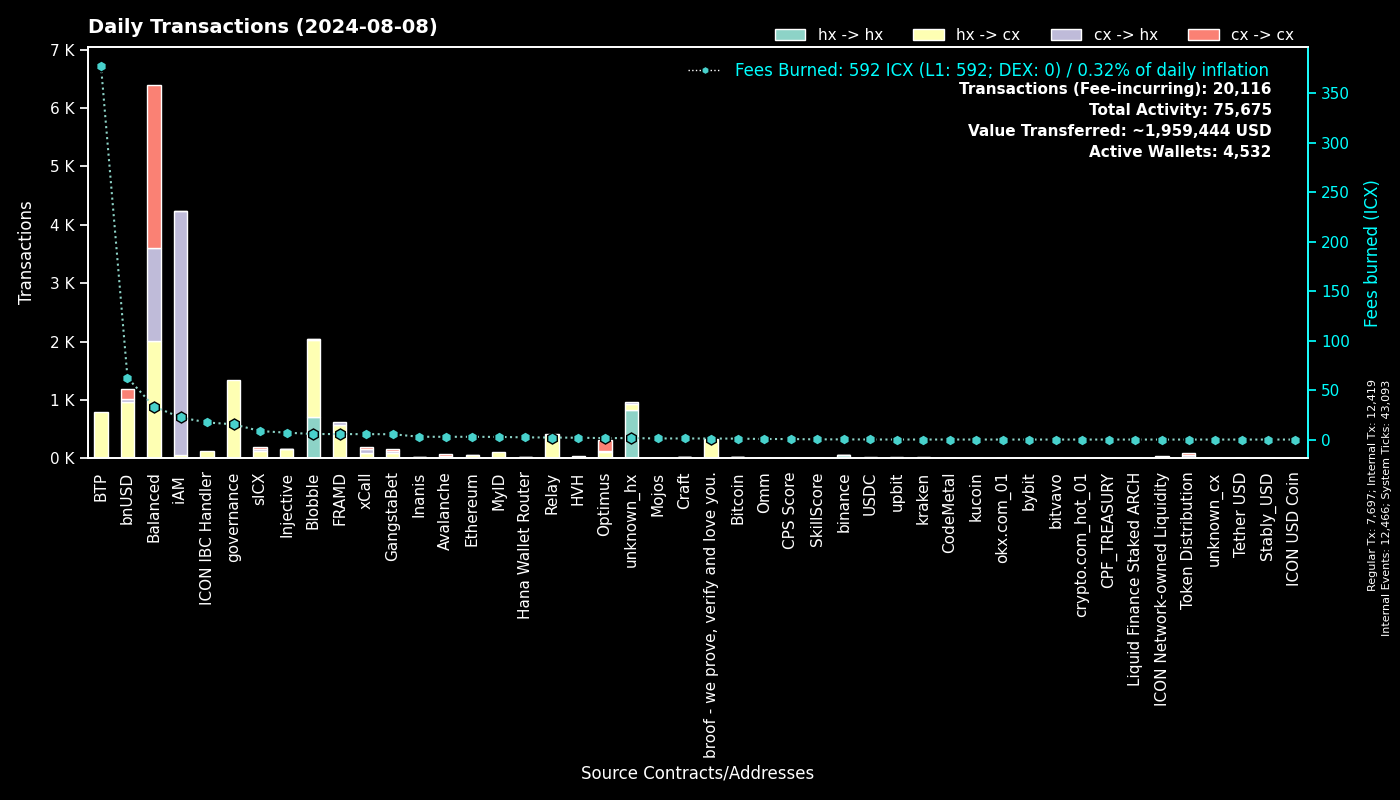 Daily Transactions (2024-08-08)
hx -> hx
hx -> cx
cx -> hx
cx -> cx
Fees Burned: 592 ICX (L1: 592; DEX: 0) / 0.32% of daily inflation
Transactions (Fee-incurring): 20,116
Total Activity: 75,675
Value Transferred: ~1,959,444 USD
Active Wallets: 4,532
7 K
6 K
5 K
4 K
3 K
2 K
1 K
0 K
Transactions
350
300
250
200
150
100
50
0
Fees burned (ICX)
BTP
bnUSD
Balanced
iAM
ICON IBC Handler
governance
sICX
Injective
Blobble
FRAMD
xCall
GangstaBet
Inanis
Avalanche
Ethereum
MyID
Hana Wallet Router
Relay
HVH
Optimus
unknown_hx
Mojos
Craft
broof - we prove, verify and love you.
Bitcoin
Omm
CPS Score
SkillScore
binance
USDC
upbit
kraken
CodeMetal
kucoin
okx.com_01
bybit
bitvavo
crypto.com_hot_01
CPF_TREASURY
Liquid Finance Staked ARCH
ICON Network-owned Liquidity
Token Distribution
unknown_cx
Tether USD
Stably_USD
ICON USD Coin
Source Contracts/Addresses
Regular Tx: 7,697; Internal Tx: 12,419
Internal Events: 12,466; System Ticks: 43,093